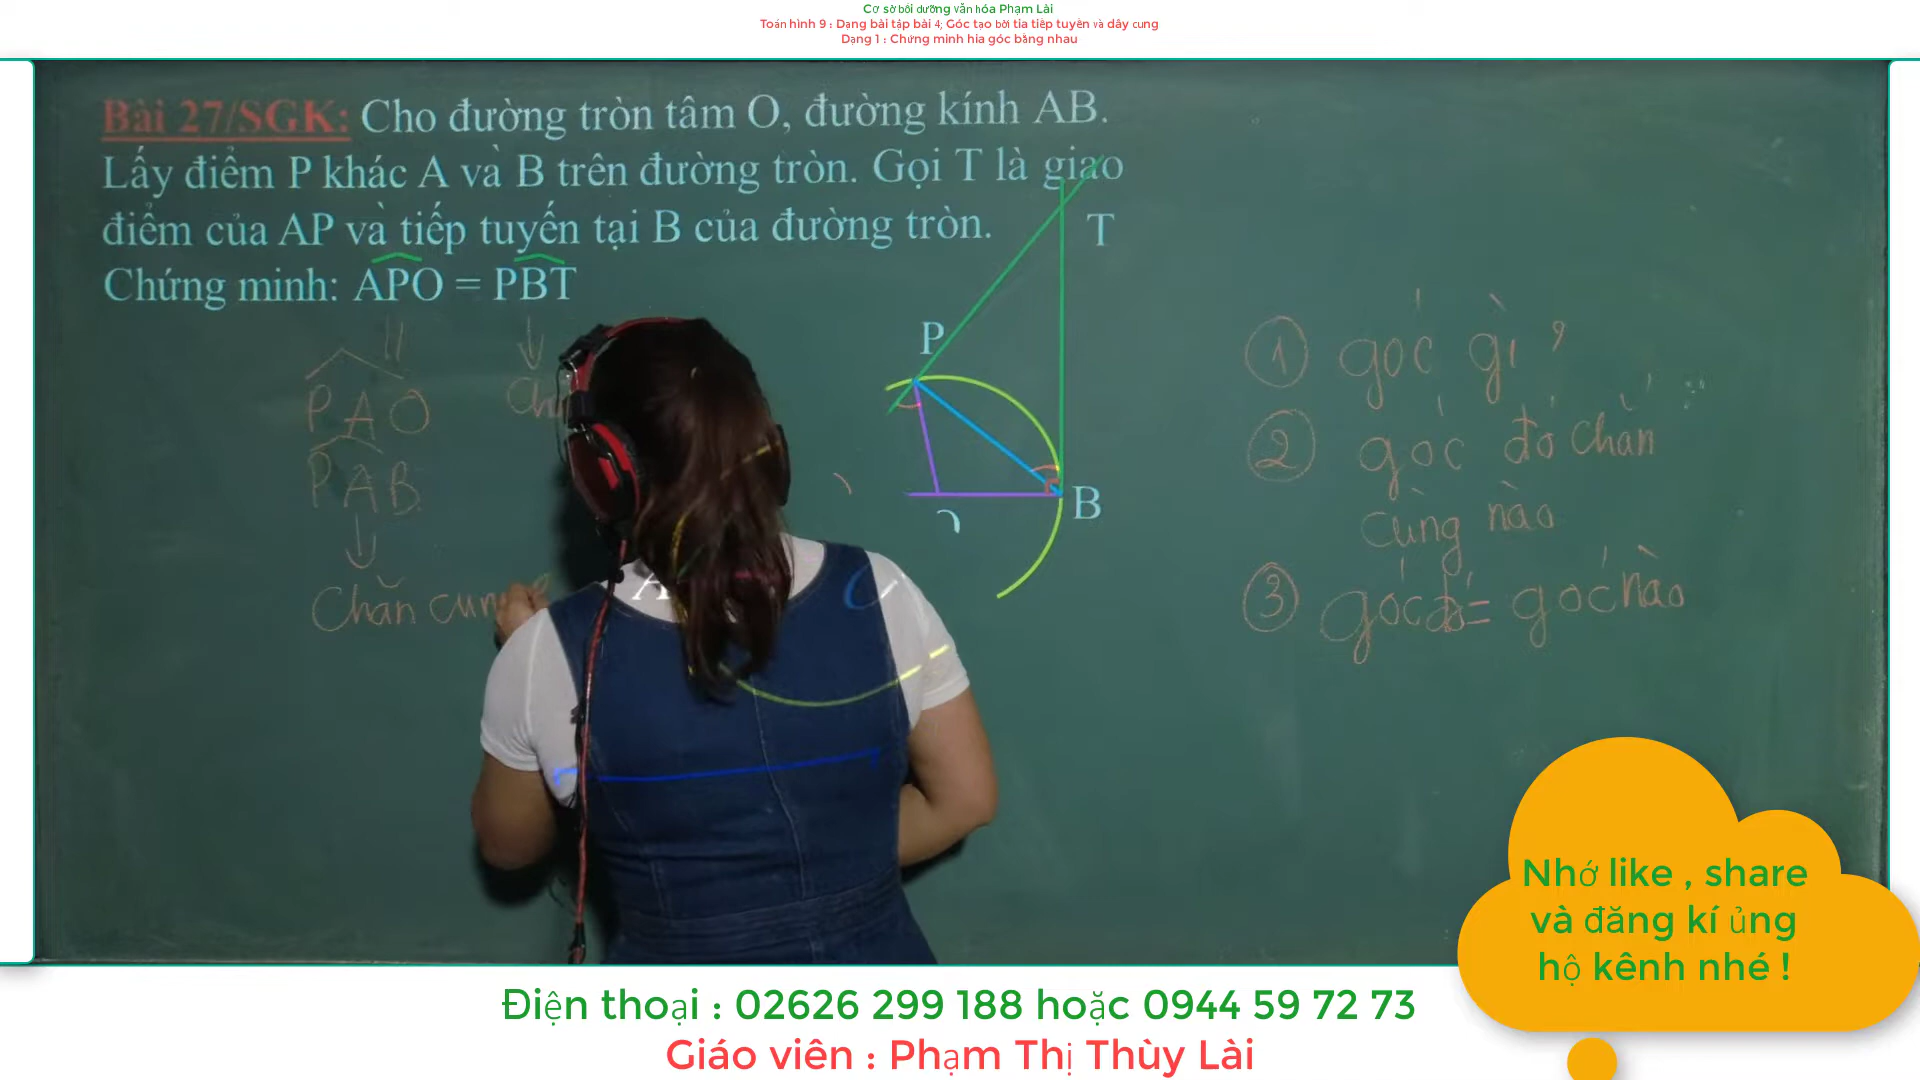 Cơ sở bồi dưỡng văn hóa Phạm Lài
Toán hình 9 : Dạng bài tập bài 4; Góc tạo bởi tia tiếp tuyến và dây cung
Dạng 1 : Chứng minh hia góc bằng nhau
Bài 27/SGK: Cho đường tròn tâm O, đường kính AB.
Lấy điểm P khác A và B trên đường tròn. Gọi T là giao
điểm của AP và tiếp tuyến tại B của đường tròn.
Chứng minh: APO = PBT
PAO
PAB
Chắn cun
T
P
B
A
① góc gì ?
② góc đó chắn
cung nào
③ góc đó = góc nào
Nhớ like , share
và đăng kí ủng
hộ kênh nhé !
Điện thoại : 02626 299 188 hoặc 0944 59 72 73
Giáo viên : Phạm Thị Thùy Lài